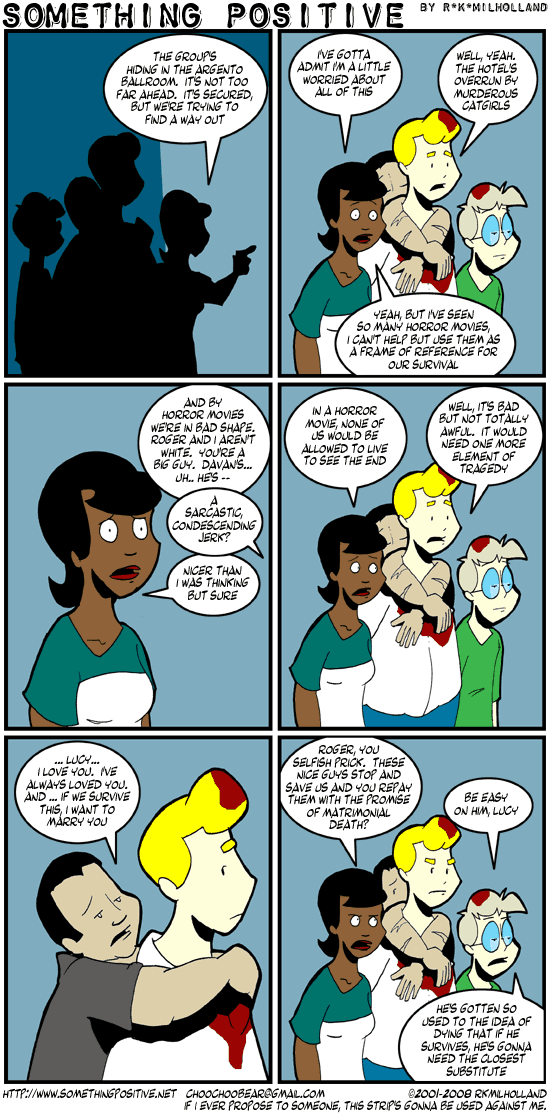 SOMETHING POSITIVE BY R*K*MILHOLLAND
THE GROUP'S
HIDING IN THE ARGENTO
BALLROOM. IT'S NOT TOO
FAR AHEAD. IT'S SECURED,
BUT WE'RE TRYING TO
FIND A WAY OUT
I'VE GOTTA
ADMIT I'M A LITTLE
WORRIED ABOUT
ALL OF THIS
WELL, YEAH.
THE HOTEL'S
OVERRUN BY
MURDEROUS
CATGIRLS
YEAH, BUT I'VE SEEN
SO MANY HORROR MOVIES,
I CAN'T HELP BUT USE THEM AS
A FRAME OF REFERENCE FOR
OUR SURVIVAL
AND BY
HORROR MOVIES
WE'RE IN BAD SHAPE.
ROGER AND I AREN'T
WHITE. YOU'RE A
BIG GUY. DAVAN'S...
UH.. HE'S --
A
SARCASTIC,
CONDESCENDING
JERK?
NICER THAN
I WAS THINKING
BUT SURE
IN A HORROR
MOVIE, NONE OF
US WOULD BE
ALLOWED TO LIVE
TO SEE THE END
WELL, IT'S BAD
BUT NOT TOTALLY
AWFUL. IT WOULD
NEED ONE MORE
ELEMENT OF
TRAGEDY
... LUCY...
I LOVE YOU. I'VE
ALWAYS LOVED YOU.
AND ... IF WE SURVIVE
THIS, I WANT TO
MARRY YOU
ROGER, YOU
SELFISH PRICK. THESE
NICE GUYS STOP AND
SAVE US AND YOU REPAY
THEM WITH THE PROMISE
OF MATRIMONIAL
DEATH?
BE EASY
ON HIM, LUCY
HE'S GOTTEN SO
USED TO THE IDEA OF
DYING THAT IF HE
SURVIVES, HE'S GONNA
NEED THE CLOSEST
SUBSTITUTE
HTTP://WWW.SOMETHINGPOSITIVE.NET CHOOCHOOBEAR@GMAIL.COM ©2001-2008 RKMILHOLLAND
IF I EVER PROPOSE TO SOMEONE, THIS STRIP'S GONNA BE USED AGAINST ME.